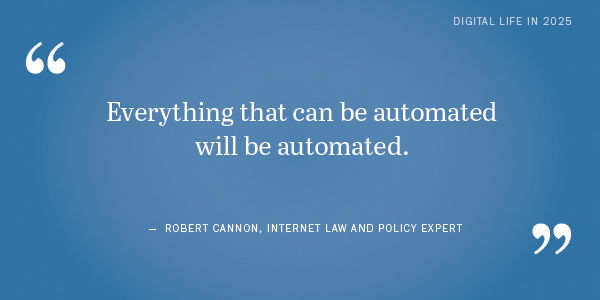 DIGITAL LIFE IN 2025
“
Everything that can be automated
will be automated.
— ROBERT CANNON, INTERNET LAW AND POLICY EXPERT
”